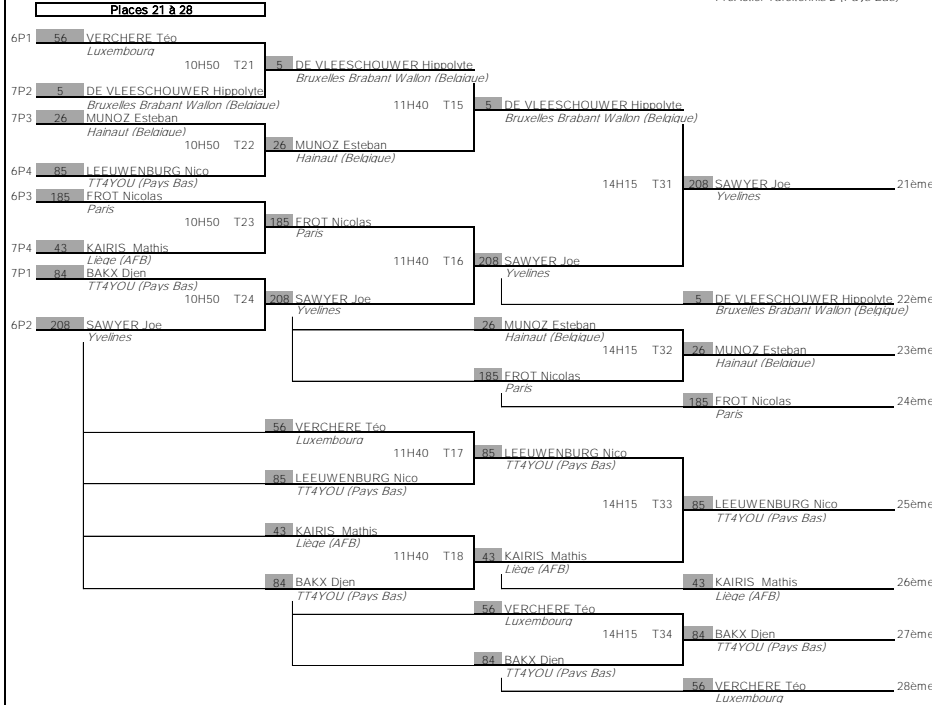 Places 21 à 28
6P1 56 VERCHERE Téo
Luxembourg
10H50 T21 5 DE VLEESCHOUWER Hippolyte
Bruxelles Brabant Wallon (Belgique)
7P2 5 DE VLEESCHOUWER Hippolyte
Bruxelles Brabant Wallon (Belgique)
11H40 T15 5 DE VLEESCHOUWER Hippolyte
Bruxelles Brabant Wallon (Belgique)
7P3 26 MUNOZ Esteban
Hainaut (Belgique)
10H50 T22 26 MUNOZ Esteban
Hainaut (Belgique)
6P4 85 LEEUWENBURG Nico
TT4YOU (Pays Bas)
14H15 T31 208 SAWYER Joe 21ème
Yvelines
6P3 185 FROT Nicolas
Paris
10H50 T23 185 FROT Nicolas
Paris
7P4 43 KAIRIS Mathis
Liège (AFB)
11H40 T16 208 SAWYER Joe
Yvelines
7P1 84 BAKX Djen
TT4YOU (Pays Bas)
10H50 T24 208 SAWYER Joe
Yvelines
5 DE VLEESCHOUWER Hippolyte 22ème
Bruxelles Brabant Wallon (Belgique)
6P2 208 SAWYER Joe
Yvelines
26 MUNOZ Esteban
Hainaut (Belgique)
14H15 T32 26 MUNOZ Esteban 23ème
Hainaut (Belgique)
185 FROT Nicolas
Paris
185 FROT Nicolas 24ème
Paris
56 VERCHERE Téo
Luxembourg
11H40 T17 85 LEEUWENBURG Nico
TT4YOU (Pays Bas)
85 LEEUWENBURG Nico
TT4YOU (Pays Bas)
14H15 T33 85 LEEUWENBURG Nico 25ème
TT4YOU (Pays Bas)
43 KAIRIS Mathis
Liège (AFB)
11H40 T18 43 KAIRIS Mathis
Liège (AFB)
84 BAKX Djen
TT4YOU (Pays Bas)
43 KAIRIS Mathis 26ème
Liège (AFB)
56 VERCHERE Téo
Luxembourg
14H15 T34 84 BAKX Djen 27ème
TT4YOU (Pays Bas)
84 BAKX Djen
TT4YOU (Pays Bas)
56 VERCHERE Téo 28ème
Luxembourg